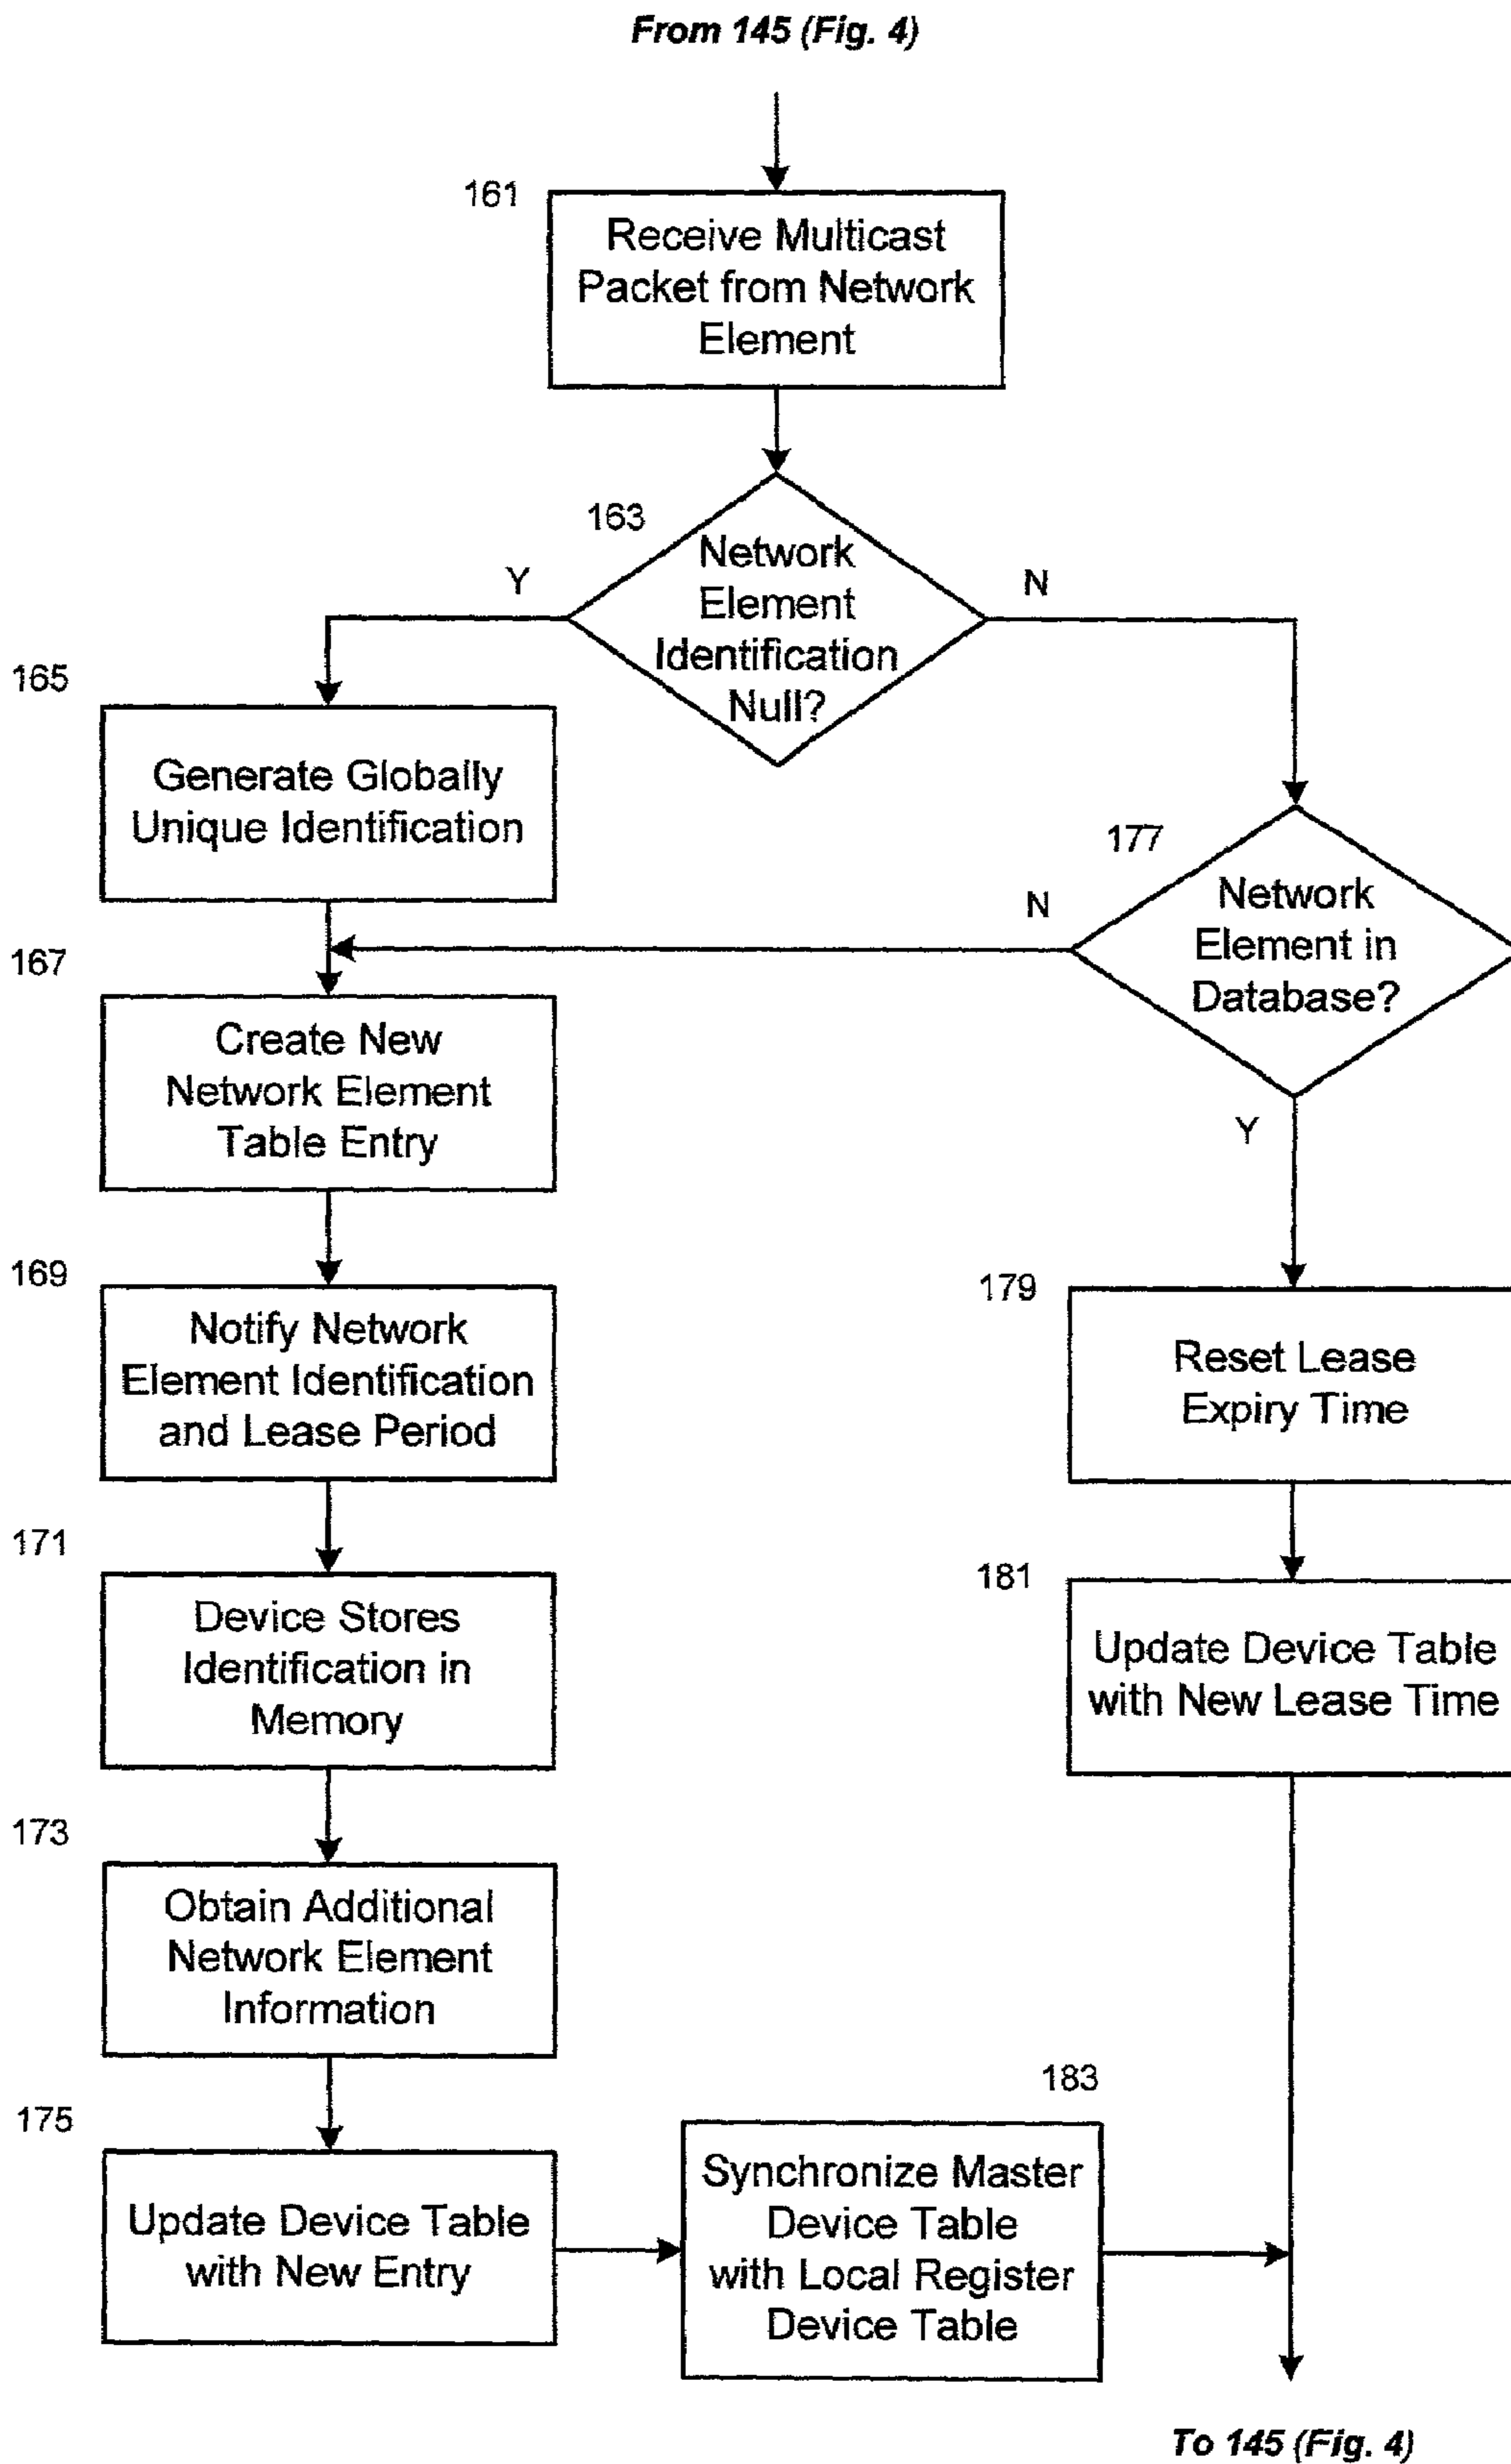 From 145 (Fig. 4)
161
Receive Multicast
Packet from Network
Element
163
Network
Element
Identification
Null?
Y
N
165
Generate Globally
Unique Identification
177
Network
Element in
Database?
N
Y
167
Create New
Network Element
Table Entry
169
Notify Network
Element Identification
and Lease Period
179
Reset Lease
Expiry Time
171
Device Stores
Identification in
Memory
181
Update Device Table
with New Lease Time
173
Obtain Additional
Network Element
Information
175
Update Device Table
with New Entry
183
Synchronize Master
Device Table
with Local Register
Device Table
To 145 (Fig. 4)